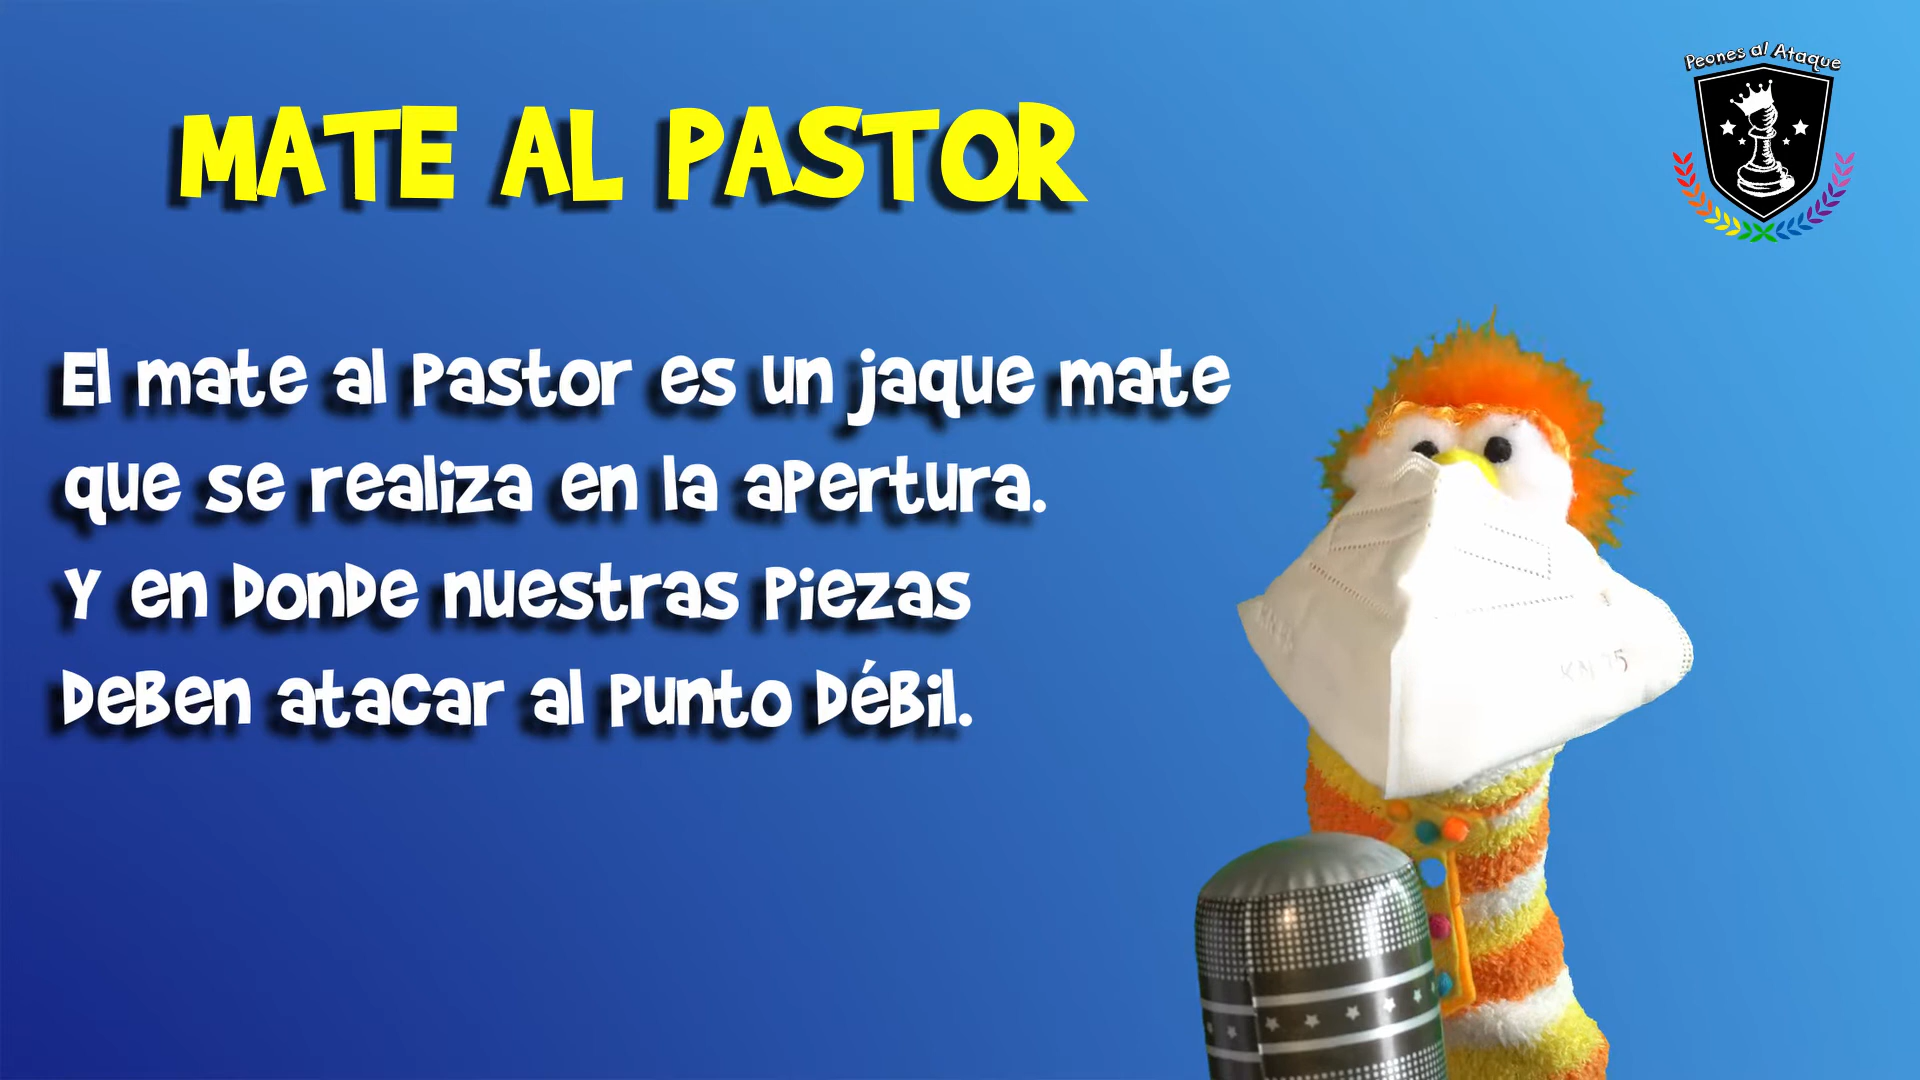 Peones al Ataque
MATE AL PASTOR
El mate al pastor es un jaque mate
que se realiza en la apertura.
Y en donde nuestras piezas
deben atacar al punto débil.